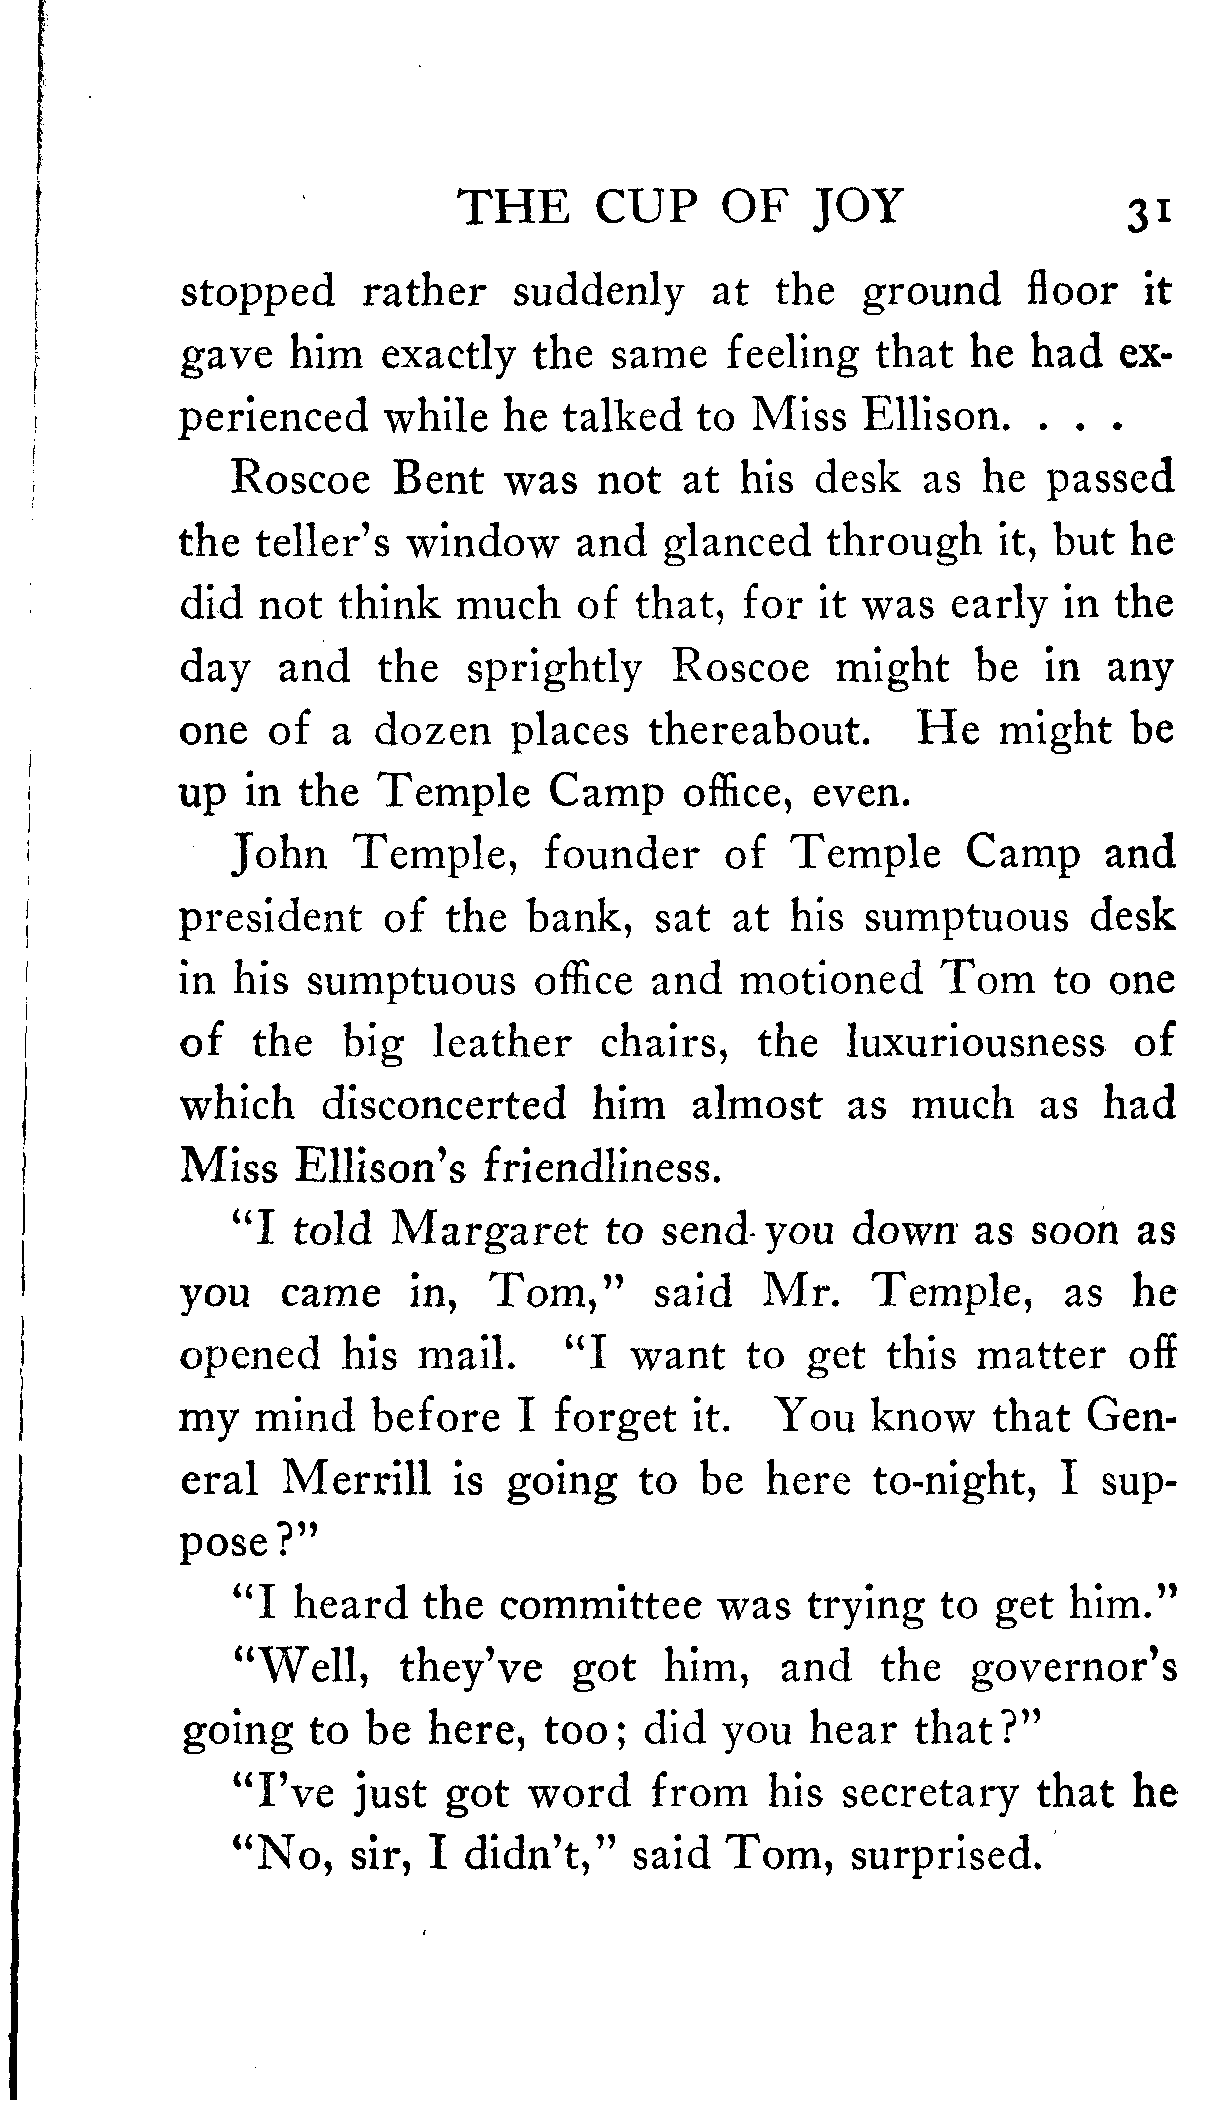 THE CUP OF JOY 31
stopped rather suddenly at the ground floor it
gave him exactly the same feeling that he had ex-
perienced while he talked to Miss Ellison. . . .
Roscoe Bent was not at his desk as he passed
the teller's window and glanced through it, but he
did not think much of that, for it was early in the
day and the sprightly Roscoe might be in any
one of a dozen places thereabout. He might be
up in the Temple Camp office, even.
John Temple, founder of Temple Camp and
president of the bank, sat at his sumptuous desk
in his sumptuous office and motioned Tom to one
of the big leather chairs, the luxuriousness of
which disconcerted him almost as much as had
Miss Ellison's friendliness.
"I told Margaret to send you down as soon as
you came in, Tom," said Mr. Temple, as he
opened his mail. "I want to get this matter off
my mind before I forget it. You know that Gen-
eral Merrill is going to be here to-night, I sup-
pose?"
"I heard the committee was trying to get him."
"Well, they've got him, and the governor's
going to be here, too; did you hear that?"
"I've just got word from his secretary that he
"No, sir, I didn't," said Tom, surprised.